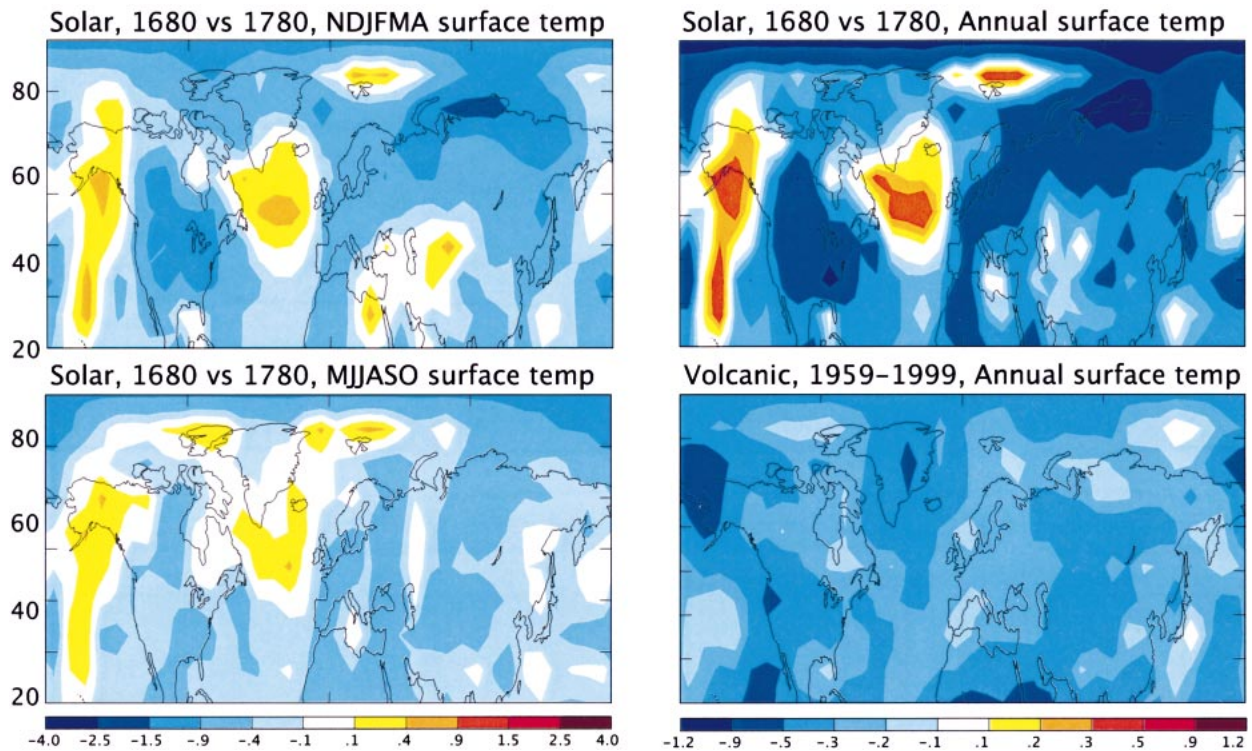 Solar, 1680 vs 1780, NDJFMA surface temp
80
60
40
20
Solar, 1680 vs 1780, Annual surface temp
Solar, 1680 vs 1780, MJJASO surface temp
80
60
40
20
Volcanic, 1959–1999, Annual surface temp
-4.0 -2.5 -1.5 -.9 -.4 -.1 .1 .4 .9 1.5 2.5 4.0
-1.2 -.9 -.5 -.3 -.2 -.1 .1 .2 .3 .5 .9 1.2